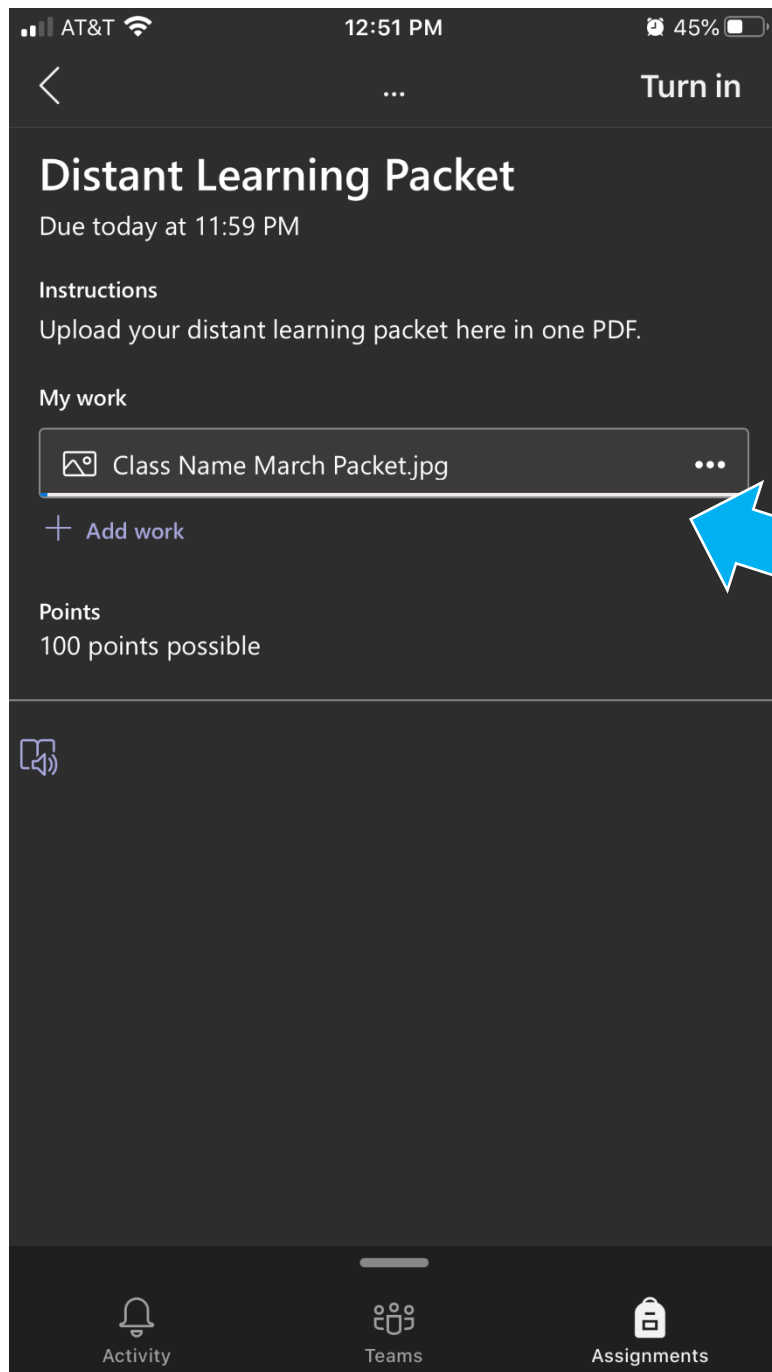 AT&T 12:51 PM 45%
... Turn in
Distant Learning Packet
Due today at 11:59 PM
Instructions
Upload your distant learning packet here in one PDF.
My work
Class Name March Packet.jpg •••
+ Add work
Points
100 points possible
Activity Teams Assignments